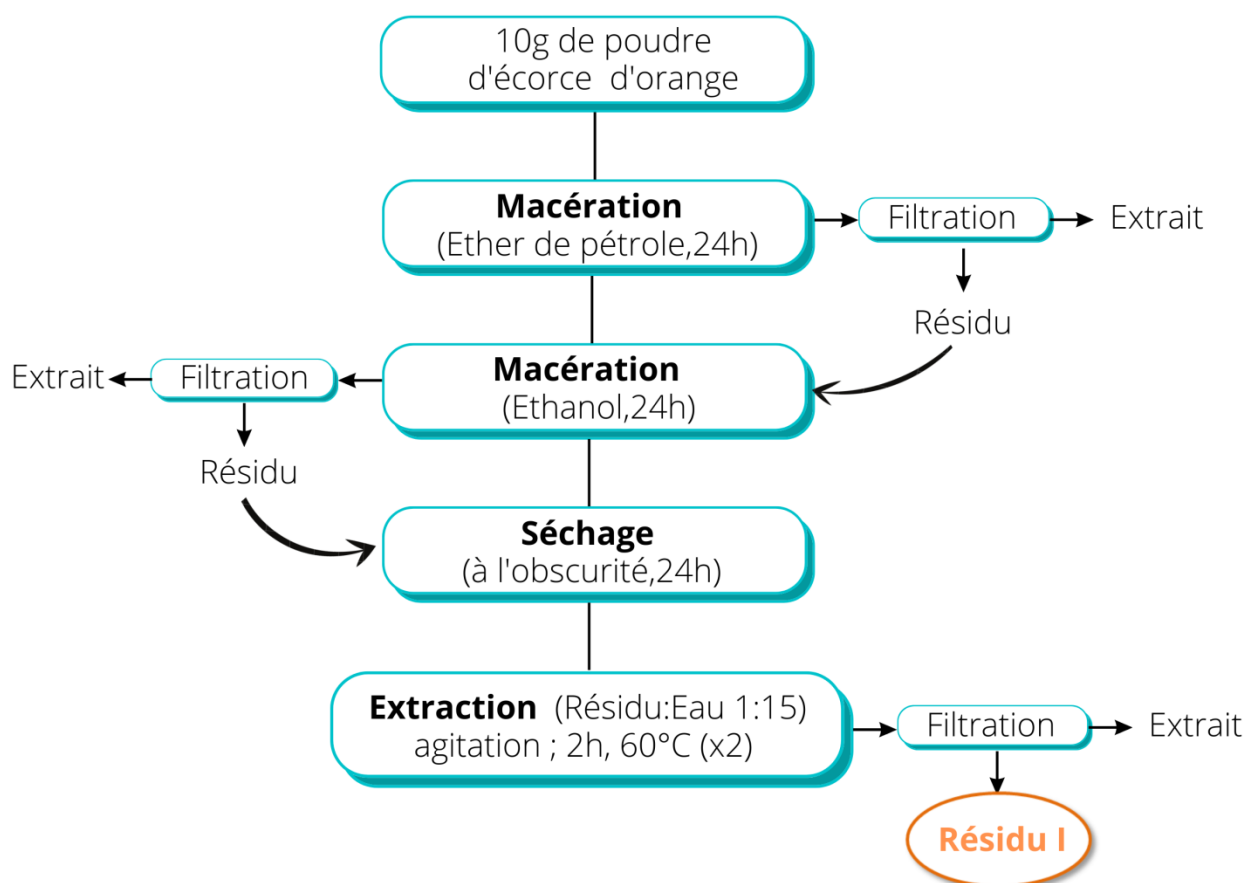 10g de poudre
d'écorce d'orange
Macération
(Ether de pétrole,24h)
Filtration
Extrait
Résidu
Macération
(Ethanol,24h)
Filtration
Extrait
Résidu
Séchage
(à l'obscurité,24h)
Extraction (Résidu:Eau 1:15)
agitation ; 2h, 60°C (x2)
Filtration
Extrait
Résidu I